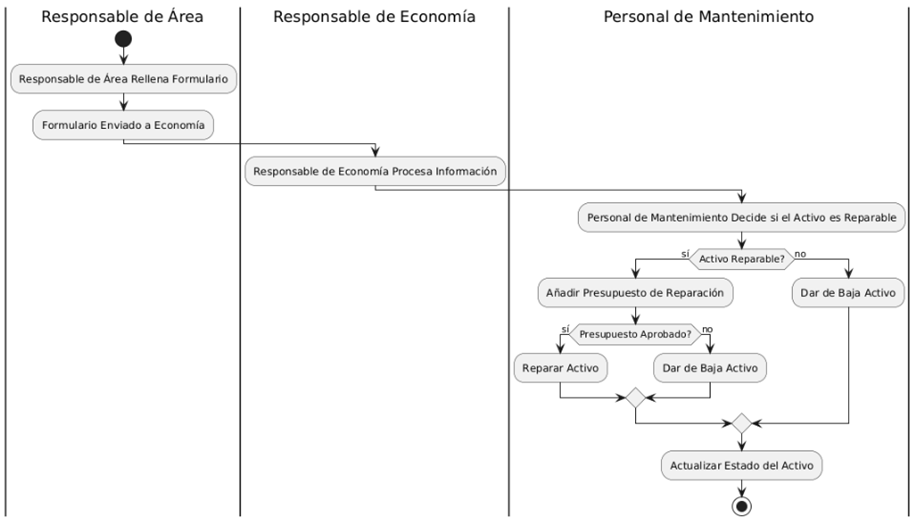 Responsable de Área
Responsable de Economía
Personal de Mantenimiento
Responsable de Área Rellena Formulario
Formulario Enviado a Economía
Responsable de Economía Procesa Información
Personal de Mantenimiento Decide si el Activo es Reparable
sí
Activo Reparable?
no
Añadir Presupuesto de Reparación
Dar de Baja Activo
sí
Presupuesto Aprobado?
no
Reparar Activo
Dar de Baja Activo
Actualizar Estado del Activo